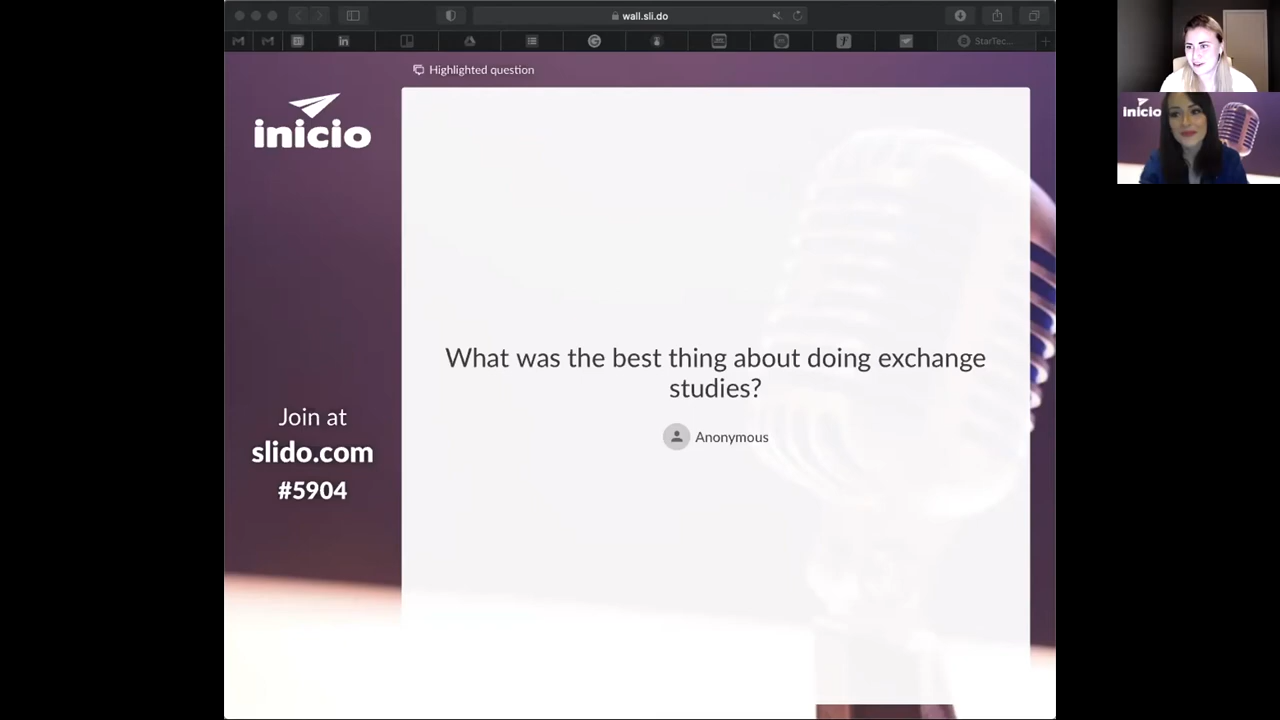 wall.sli.do
StarTec...
Highlighted question
inicio
inicio
What was the best thing about doing exchange
studies?
Anonymous
Join at
slido.com
#5904